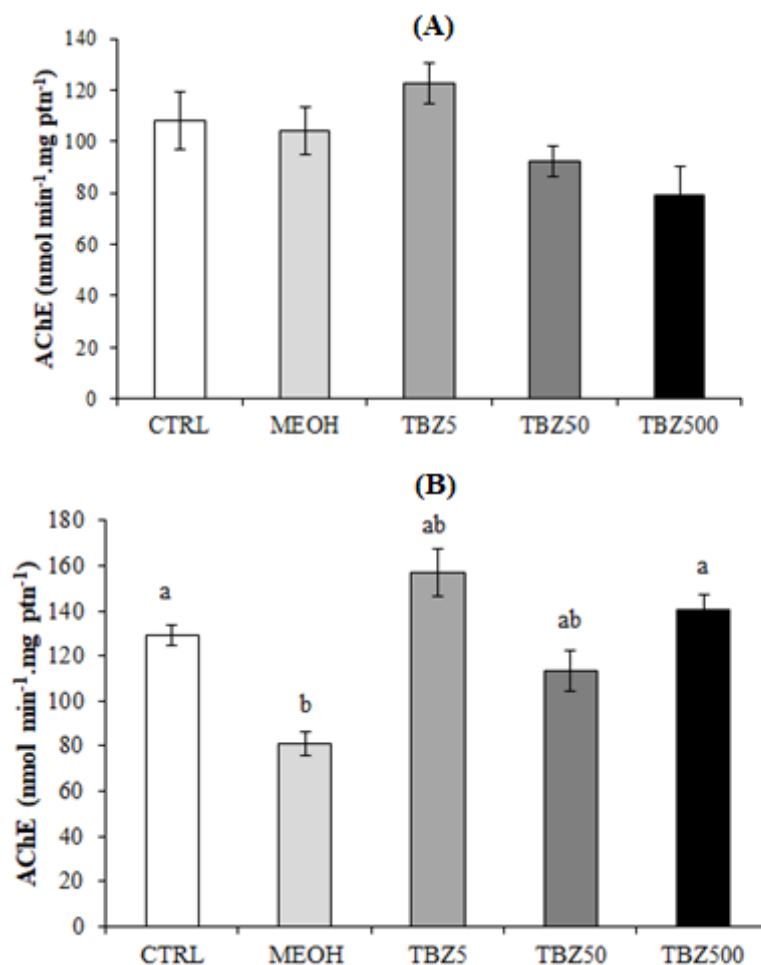 (A)
AChE (nmol min⁻¹.mg ptn⁻¹)
140
120
100
80
60
40
20
0
CTRL MEOH TBZ5 TBZ50 TBZ500
(B)
AChE (nmol min⁻¹.mg ptn⁻¹)
180
160
140
120
100
80
60
40
20
0
a b ab ab a
CTRL MEOH TBZ5 TBZ50 TBZ500